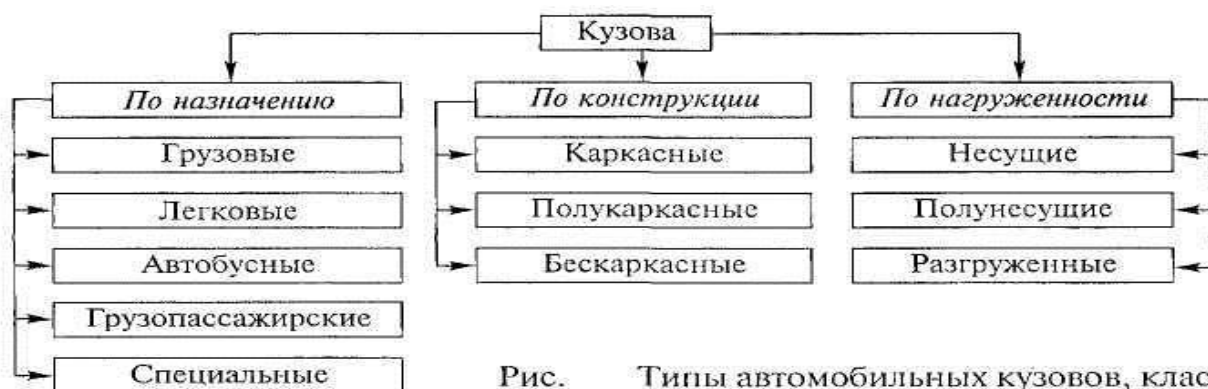 Кузова
По назначению
По конструкции
По нагруженности
Грузовые
Каркасные
Несущие
Легковые
Полукаркасные
Полунесущие
Автобусные
Бескаркасные
Разгруженные
Грузопассажирские
Специальные
Рис. Типы автомобильных кузовов, клас